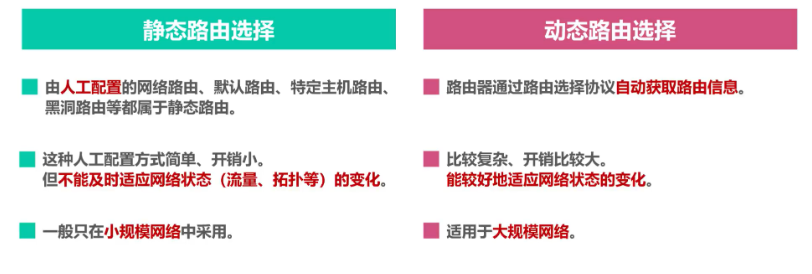 静态路由选择
由人工配置的网络路由、默认路由、特定主机路由、
黑洞路由等都属于静态路由。
这种人工配置方式简单、开销小。
但不能及时适应网络状态（流量、拓扑等）的变化。
一般只在小规模网络中采用。
动态路由选择
路由器通过路由选择协议自动获取路由信息。
比较复杂、开销比较大。
能较好地适应网络状态的变化。
适用于大规模网络。